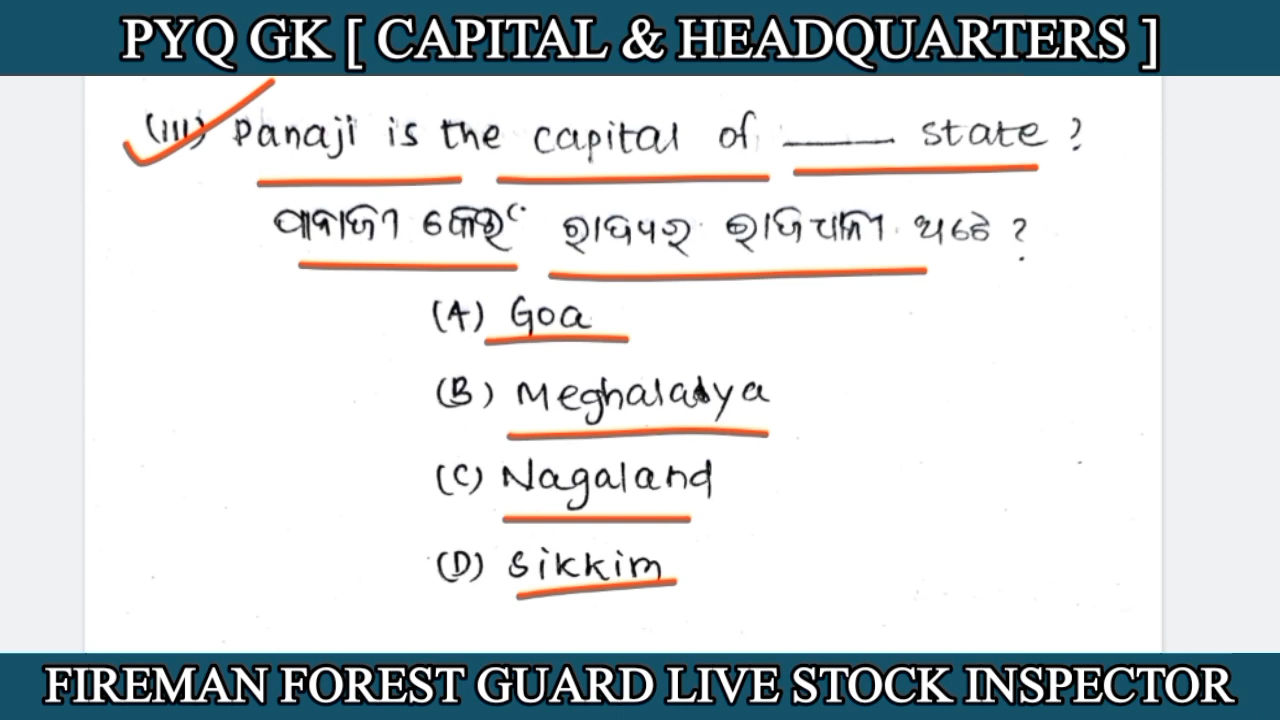 PYQ GK [ CAPITAL & HEADQUARTERS ]
(III) Panaji is the capital of ____ state ?
ପାନାଜୀ କେଉଁ ରାଜ୍ୟର ରାଜଧାନୀ ଅଟେ ?
(A) Goa
(B) Meghalaya
(C) Nagaland
(D) Sikkim
FIREMAN FOREST GUARD LIVE STOCK INSPECTOR